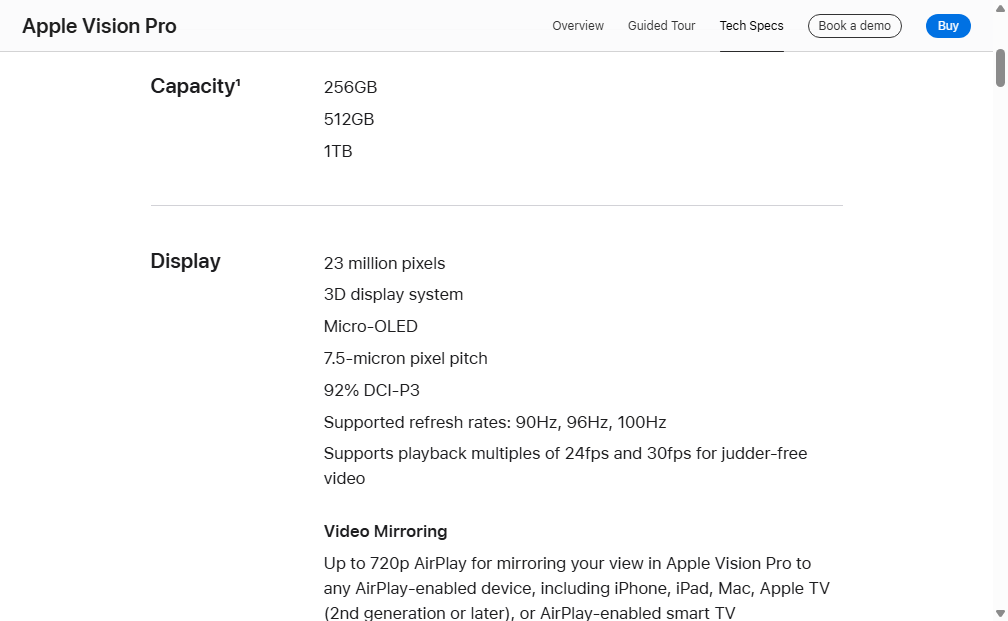 Apple Vision Pro
Overview
Guided Tour
Tech Specs
Book a demo
Buy
Capacity¹
256GB
512GB
1TB
Display
23 million pixels
3D display system
Micro-OLED
7.5-micron pixel pitch
92% DCI-P3
Supported refresh rates: 90Hz, 96Hz, 100Hz
Supports playback multiples of 24fps and 30fps for judder-free
video
Video Mirroring
Up to 720p AirPlay for mirroring your view in Apple Vision Pro to
any AirPlay-enabled device, including iPhone, iPad, Mac, Apple TV
(2nd generation or later), or AirPlay-enabled smart TV